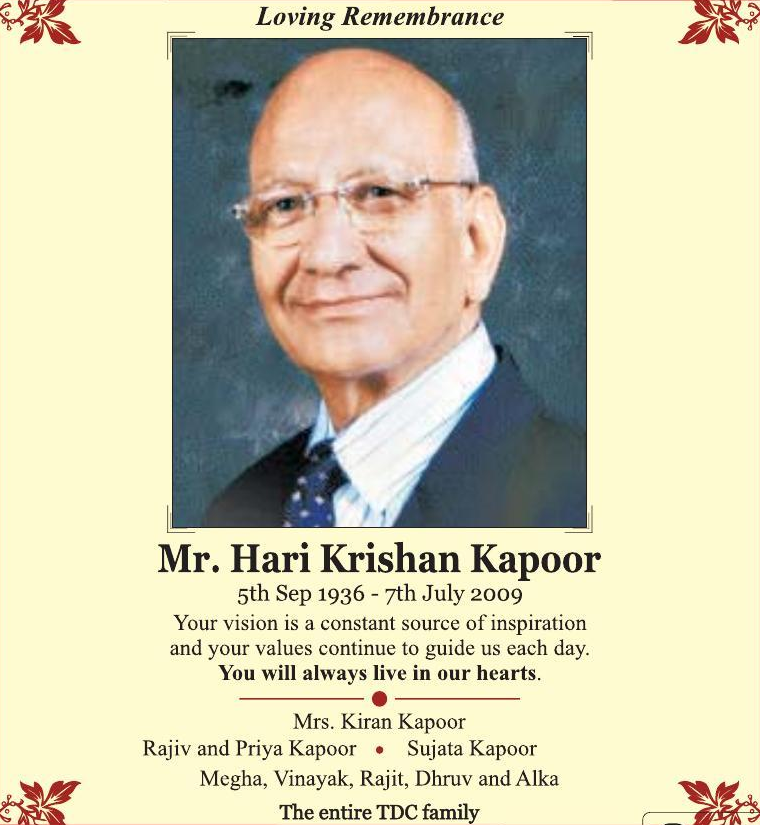 Loving Remembrance
Mr. Hari Krishan Kapoor
5th Sep 1936 - 7th July 2009
Your vision is a constant source of inspiration
and your values continue to guide us each day.
You will always live in our hearts.
Mrs. Kiran Kapoor
Rajiv and Priya Kapoor • Sujata Kapoor
Megha, Vinayak, Rajit, Dhruv and Alka
The entire TDC family